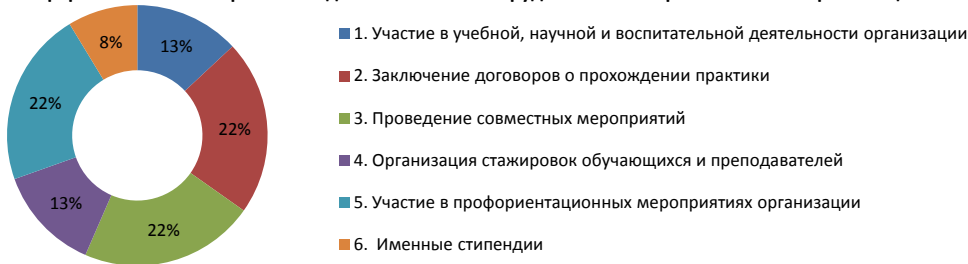 1. Участие в учебной, научной и воспитательной деятельности организации
2. Заключение договоров о прохождении практики
3. Проведение совместных мероприятий
4. Организация стажировок обучающихся и преподавателей
5. Участие в профориентационных мероприятиях организации
6. Именные стипендии
8%
13%
22%
22%
13%
22%